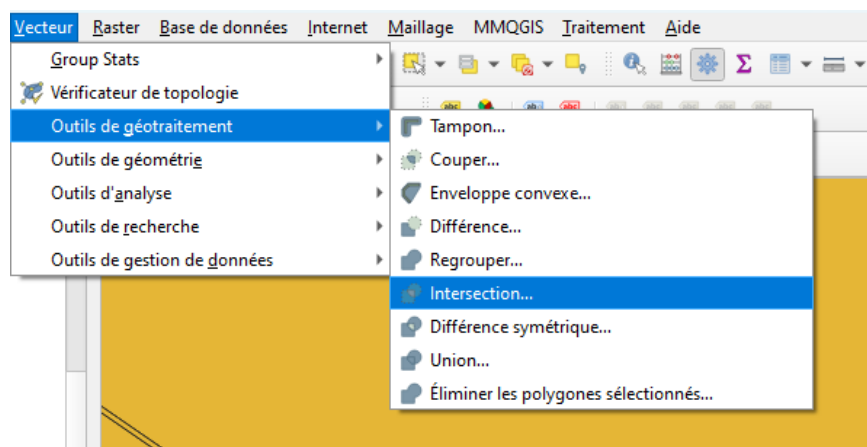 Vecteur Raster Base de données Internet Maillage MMQGIS Traitement Aide
Group Stats
Vérificateur de topologie
Outils de géotraitement
Outils de géométrie
Outils d'analyse
Outils de recherche
Outils de gestion de données
Tampon...
Couper...
Enveloppe convexe...
Différence...
Regrouper...
Intersection...
Différence symétrique...
Union...
Éliminer les polygones sélectionnés...